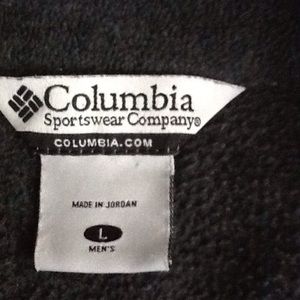 Columbia
Sportswear Company®
COLUMBIA.COM
MADE IN JORDAN
L
MEN'S